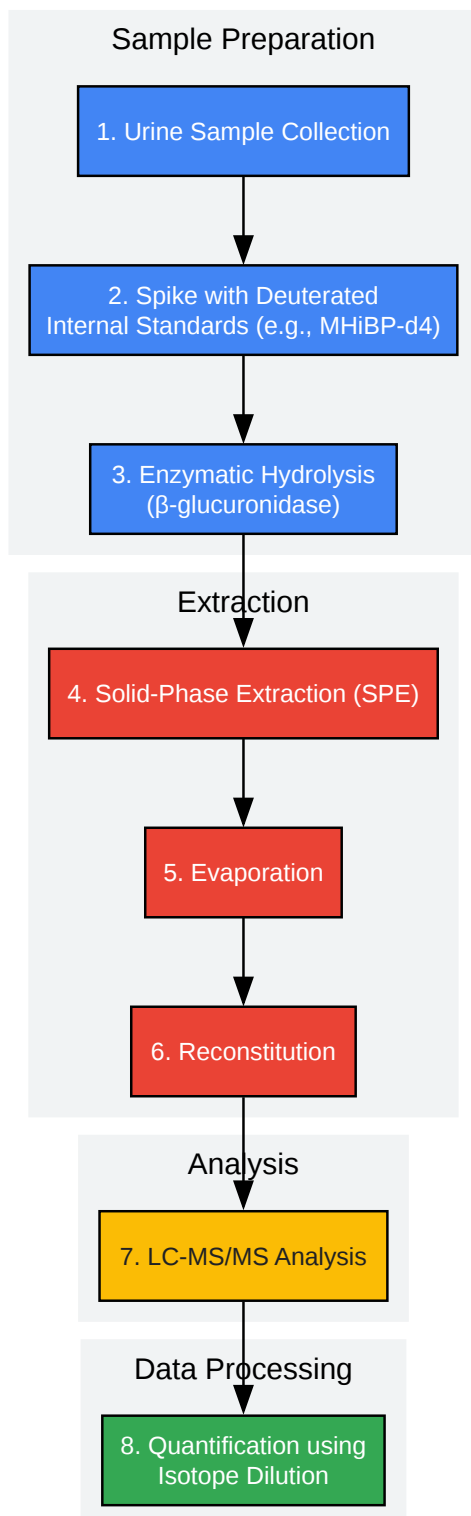 Sample Preparation
1. Urine Sample Collection
2. Spike with Deuterated
Internal Standards (e.g., MHiBP-d4)
3. Enzymatic Hydrolysis
(β-glucuronidase)
Extraction
4. Solid-Phase Extraction (SPE)
5. Evaporation
6. Reconstitution
Analysis
7. LC-MS/MS Analysis
Data Processing
8. Quantification using
Isotope Dilution